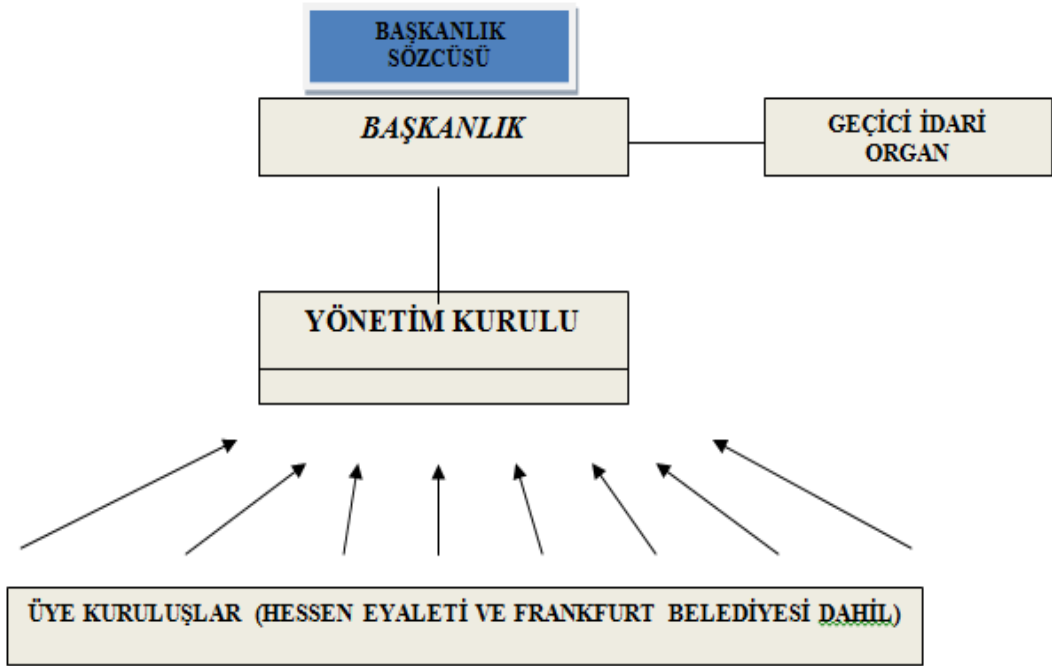 BAŞKANLIK
SÖZCÜSÜ
BAŞKANLIK
GEÇİCİ İDARİ
ORGAN
YÖNETİM KURULU
ÜYE KURULUŞLAR (HESSEN EYALETİ VE FRANKFURT BELEDİYESİ DAHİL)